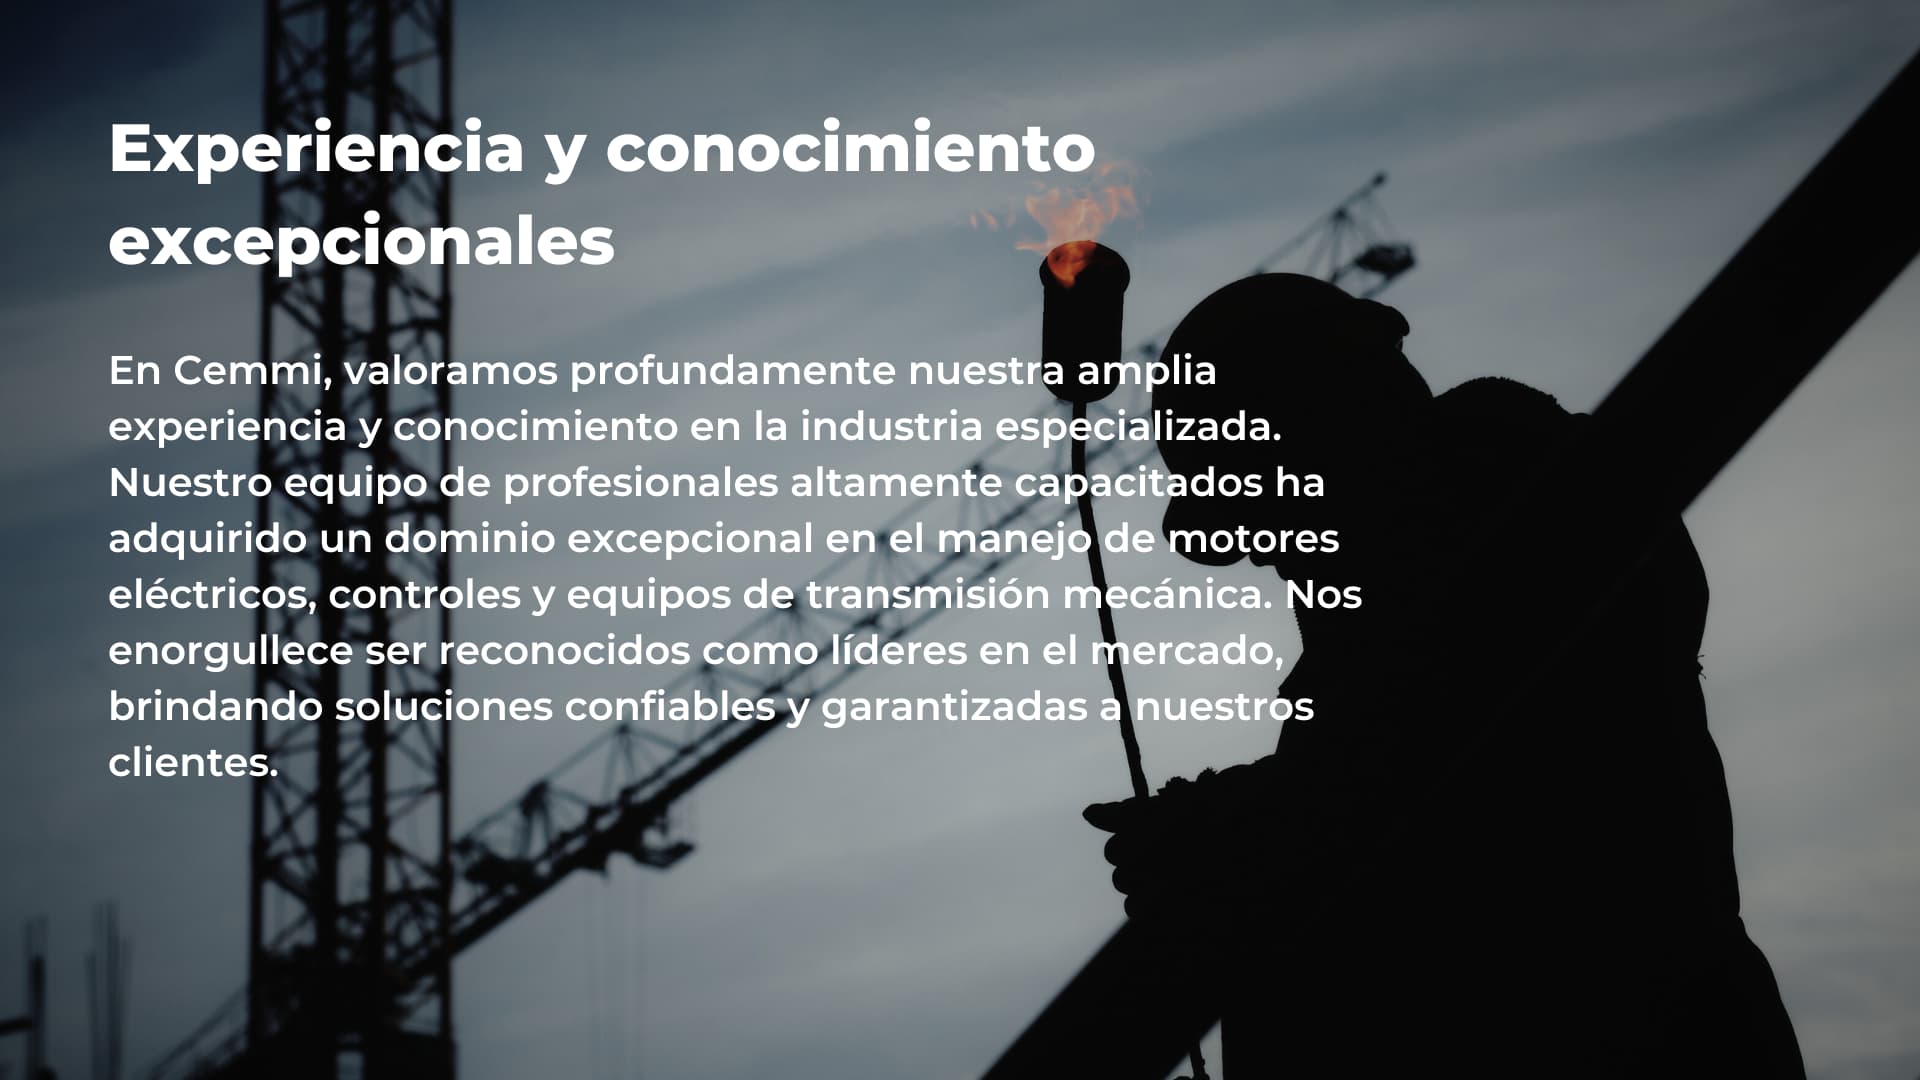 Experiencia y conocimiento
excepcionales
En Cemmi, valoramos profundamente nuestra amplia
experiencia y conocimiento en la industria especializada.
Nuestro equipo de profesionales altamente capacitados ha
adquirido un dominio excepcional en el manejo de motores
eléctricos, controles y equipos de transmisión mecánica. Nos
enorgullece ser reconocidos como líderes en el mercado,
brindando soluciones confiables y garantizadas a nuestros
clientes.